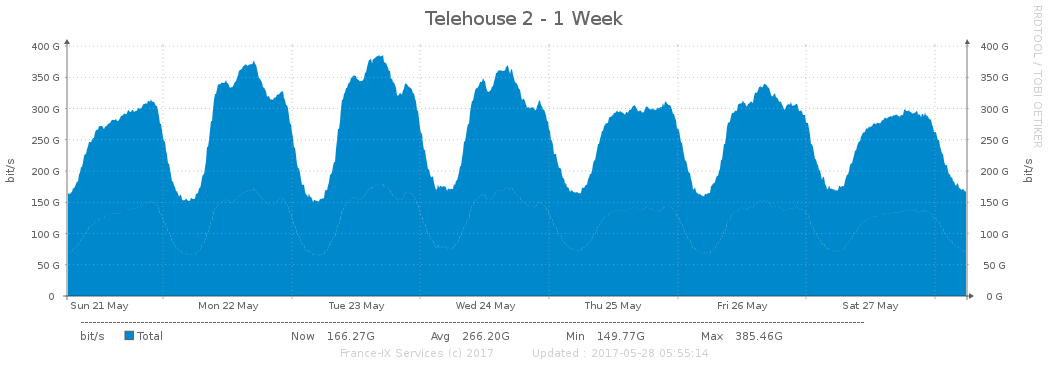 Telehouse 2 - 1 Week
RRDTOOL / TOBI OETIKER
bit/s
400 G
350 G
300 G
250 G
200 G
150 G
100 G
50 G
0
400 G
350 G
300 G
250 G
200 G
150 G
100 G
50 G
0 G
bit/s
Sun 21 May Mon 22 May Tue 23 May Wed 24 May Thu 25 May Fri 26 May Sat 27 May
bit/s Total Now 166.27G Avg 266.20G Min 149.77G Max 385.46G
France-IX Services (c) 2017 Updated : 2017-05-28 05:55:14